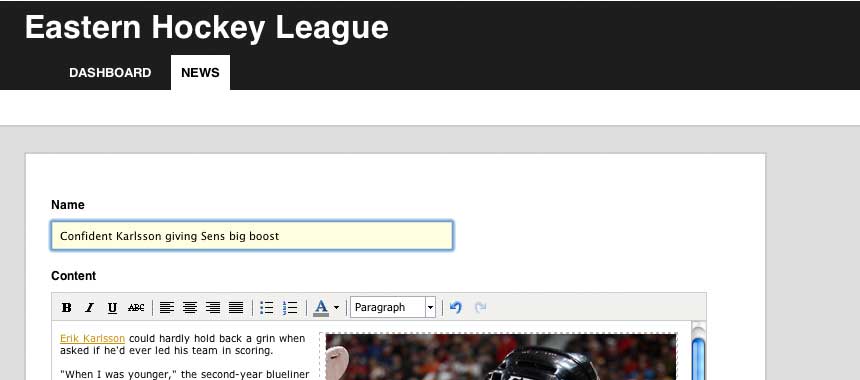 Eastern Hockey League
DASHBOARD NEWS
Name
Confident Karlsson giving Sens big boost
Content
B I U ABC A Paragraph
Erik Karlsson could hardly hold back a grin when
asked if he'd ever led his team in scoring.
"When I was younger," the second-year blueliner